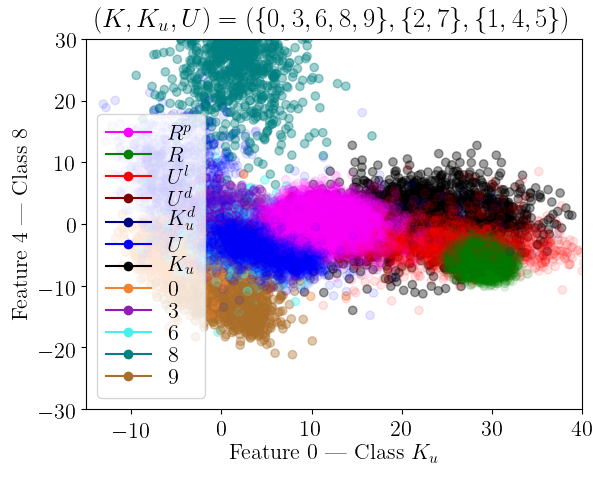 (K, K_u, U) = ({0, 3, 6, 8, 9}, {2, 7}, {1, 4, 5})
30
20
10
0
−10
−20
−30
Feature 4 — Class 8
R^p
R
U^l
U^d
K_u^d
U
K_u
0
3
6
8
9
−10
0
10
20
30
40
Feature 0 — Class K_u